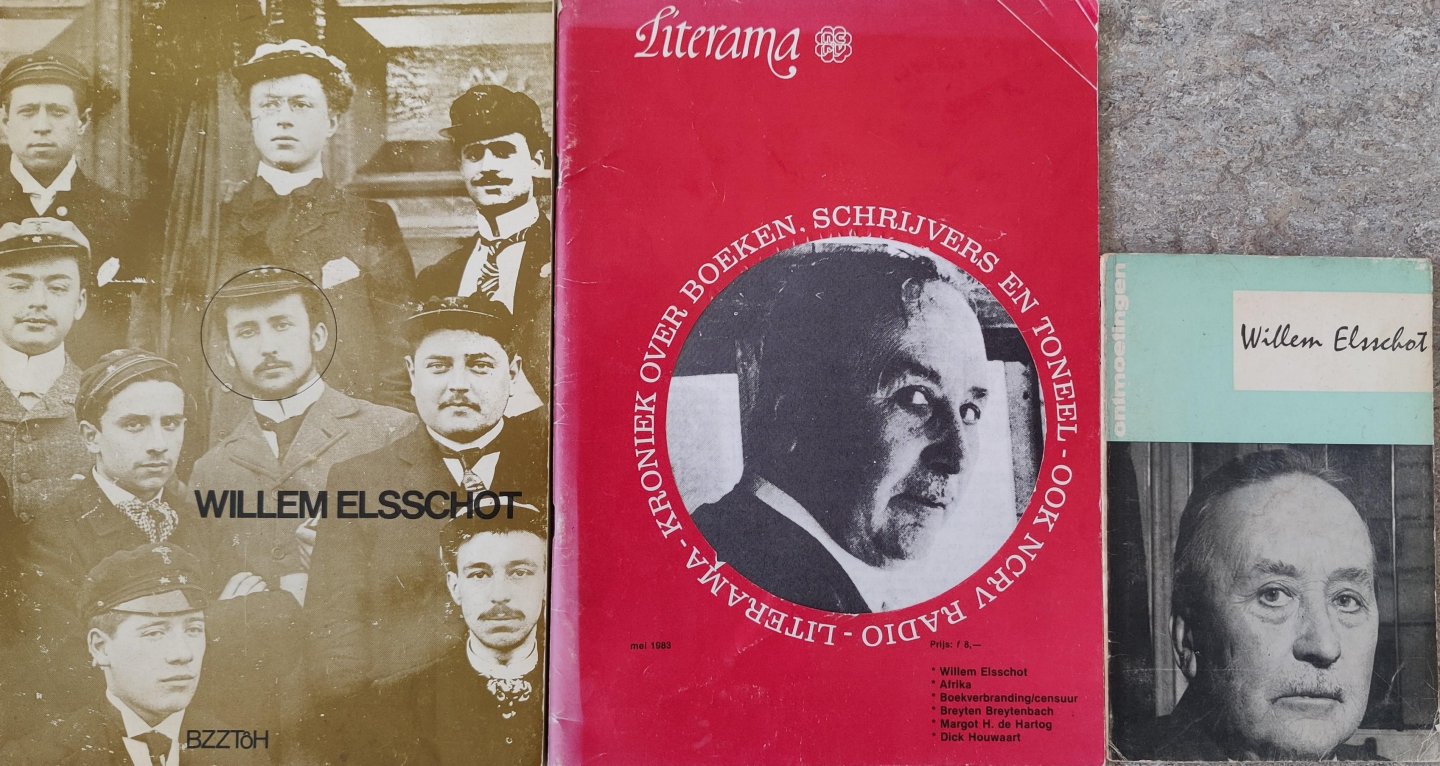 WILLEM ELSSCHOT
BZZTôH
Literama
NCRV
LITERAMA - KRONIEK OVER BOEKEN, SCHRIJVERS EN TONEEL - OOK NCRV RADIO -
mei 1983
Prijs: f 8,—
* Willem Elsschot
* Afrika
* Boekverbranding/censuur
* Breyten Breytenbach
* Margot H. de Hartog
* Dick Houwaart
ontmoetingen
Willem Elsschot